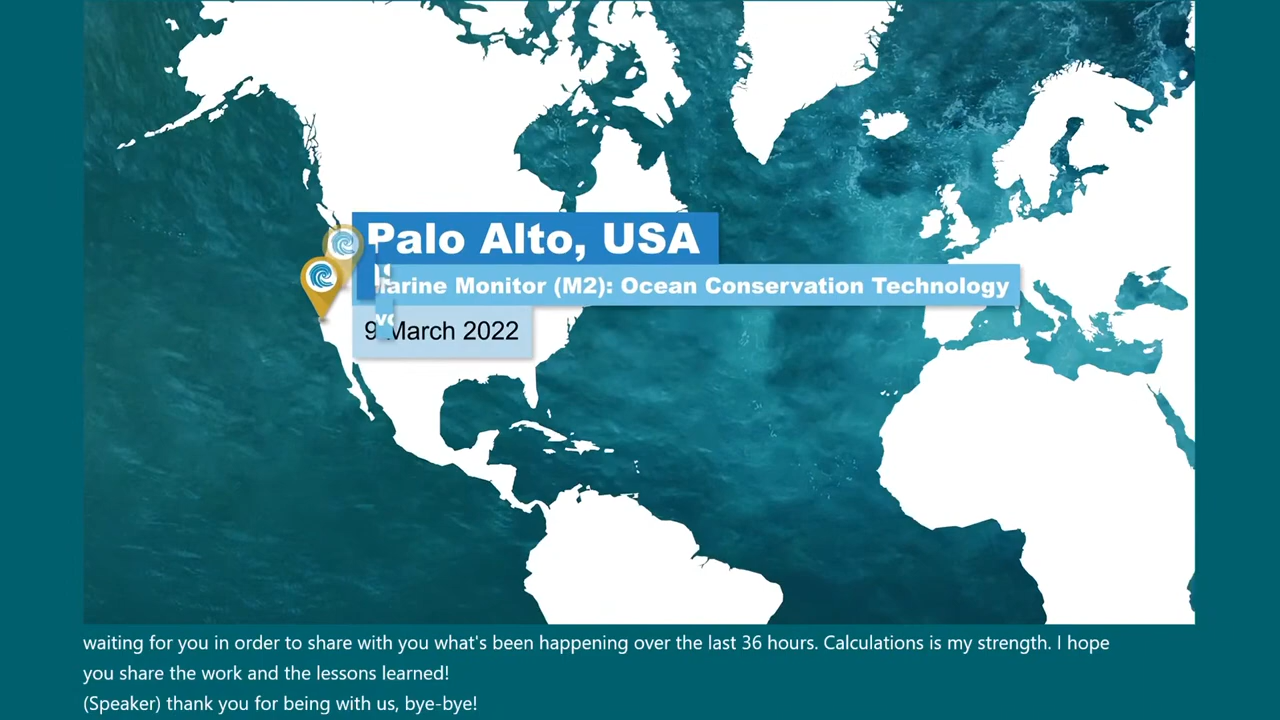 Palo Alto, USA
arine Monitor (M2): Ocean Conservation Technology
9 March 2022
waiting for you in order to share with you what's been happening over the last 36 hours. Calculations is my strength. I hope
you share the work and the lessons learned!
(Speaker) thank you for being with us, bye-bye!